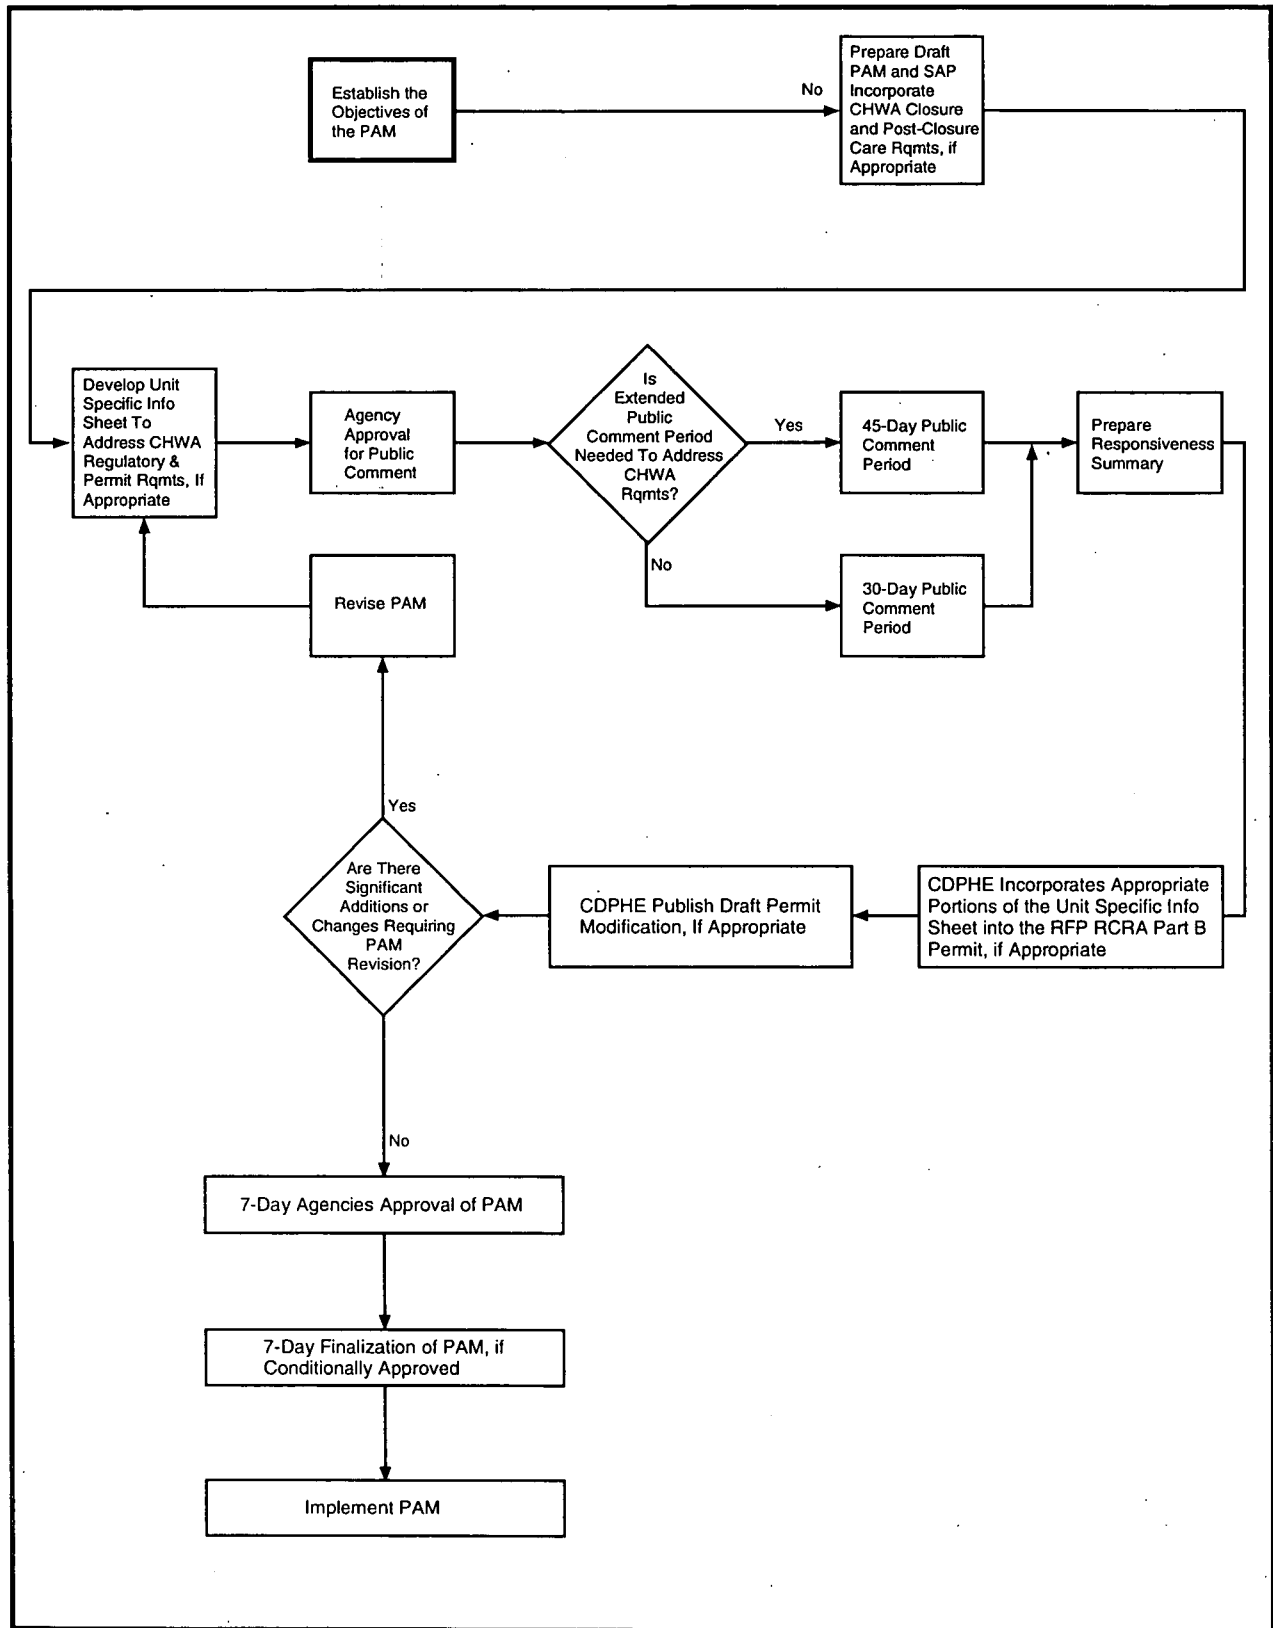 Establish the
Objectives of
the PAM
No
Prepare Draft
PAM and SAP
Incorporate
CHWA Closure
and Post-Closure
Care Rqmts, if
Appropriate
Develop Unit
Specific Info
Sheet To
Address CHWA
Regulatory &
Permit Rqmts, If
Appropriate
Agency
Approval
for Public
Comment
Is
Extended
Public
Comment Period
Needed To Address
CHWA
Rqmts?
Yes
45-Day Public
Comment
Period
Prepare
Responsiveness
Summary
No
30-Day Public
Comment
Period
Revise PAM
Yes
Are There
Significant
Additions or
Changes Requiring
PAM
Revision?
CDPHE Publish Draft Permit
Modification, If Appropriate
CDPHE Incorporates Appropriate
Portions of the Unit Specific Info
Sheet into the RFP RCRA Part B
Permit, if Appropriate
No
7-Day Agencies Approval of PAM
7-Day Finalization of PAM, if
Conditionally Approved
Implement PAM